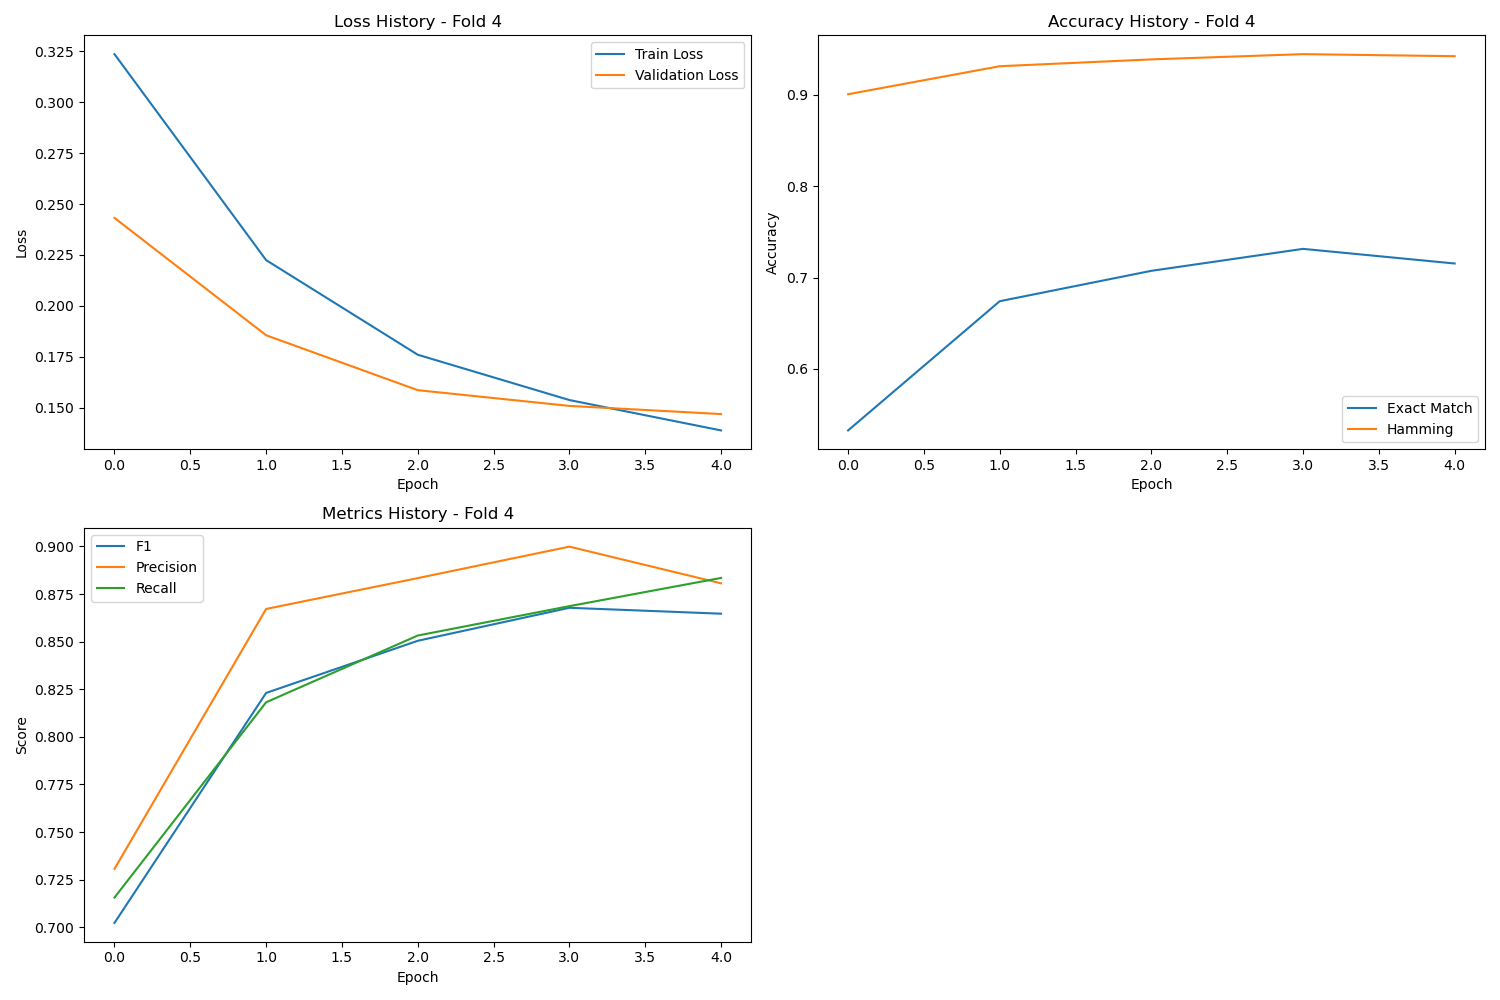 Loss History - Fold 4
0.325
0.300
0.275
0.250
0.225
0.200
0.175
0.150
Loss
Train Loss
Validation Loss
0.0 0.5 1.0 1.5 2.0 2.5 3.0 3.5 4.0
Epoch
Accuracy History - Fold 4
0.9
0.8
0.7
0.6
Accuracy
Exact Match
Hamming
0.0 0.5 1.0 1.5 2.0 2.5 3.0 3.5 4.0
Epoch
Metrics History - Fold 4
F1
Precision
Recall
0.900
0.875
0.850
0.825
0.800
0.775
0.750
0.725
0.700
Score
0.0 0.5 1.0 1.5 2.0 2.5 3.0 3.5 4.0
Epoch